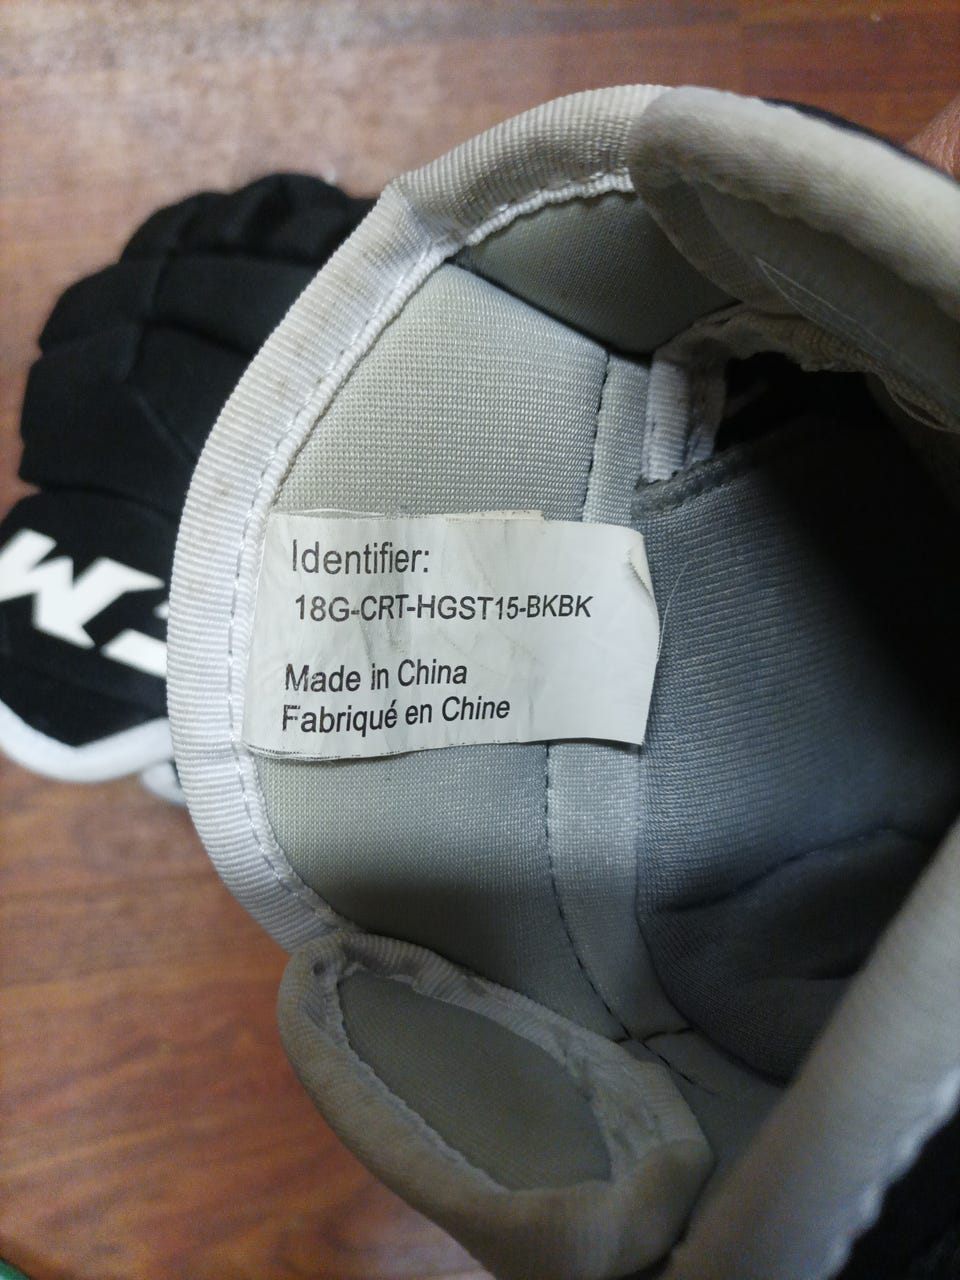 Identifier:
18G-CRT-HGST15-BKBK
Made in China
Fabriqué en Chine